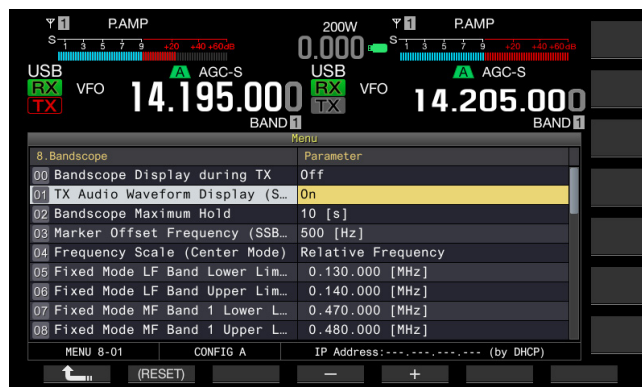 1 P.AMP 200W 1 P.AMP
S 1 3 5 7 9 +20 +40 +60dB 0.000 S 1 3 5 7 9 +20 +40 +60dB
USB A AGC-S USB A AGC-S
RX VFO 14.195.000 RX VFO 14.205.000
TX TX
BAND 1 BAND 1
Menu
8.Bandscope Parameter
00 Bandscope Display during TX Off
01 TX Audio Waveform Display (S… On
02 Bandscope Maximum Hold 10 [s]
03 Marker Offset Frequency (SSB… 500 [Hz]
04 Frequency Scale (Center Mode) Relative Frequency
05 Fixed Mode LF Band Lower Lim… 0.130.000 [MHz]
06 Fixed Mode LF Band Upper Lim… 0.140.000 [MHz]
07 Fixed Mode MF Band 1 Lower L… 0.470.000 [MHz]
08 Fixed Mode MF Band 1 Upper L… 0.480.000 [MHz]
MENU 8-01 CONFIG A IP Address:---.---.---.--- (by DHCP)
(RESET) − +